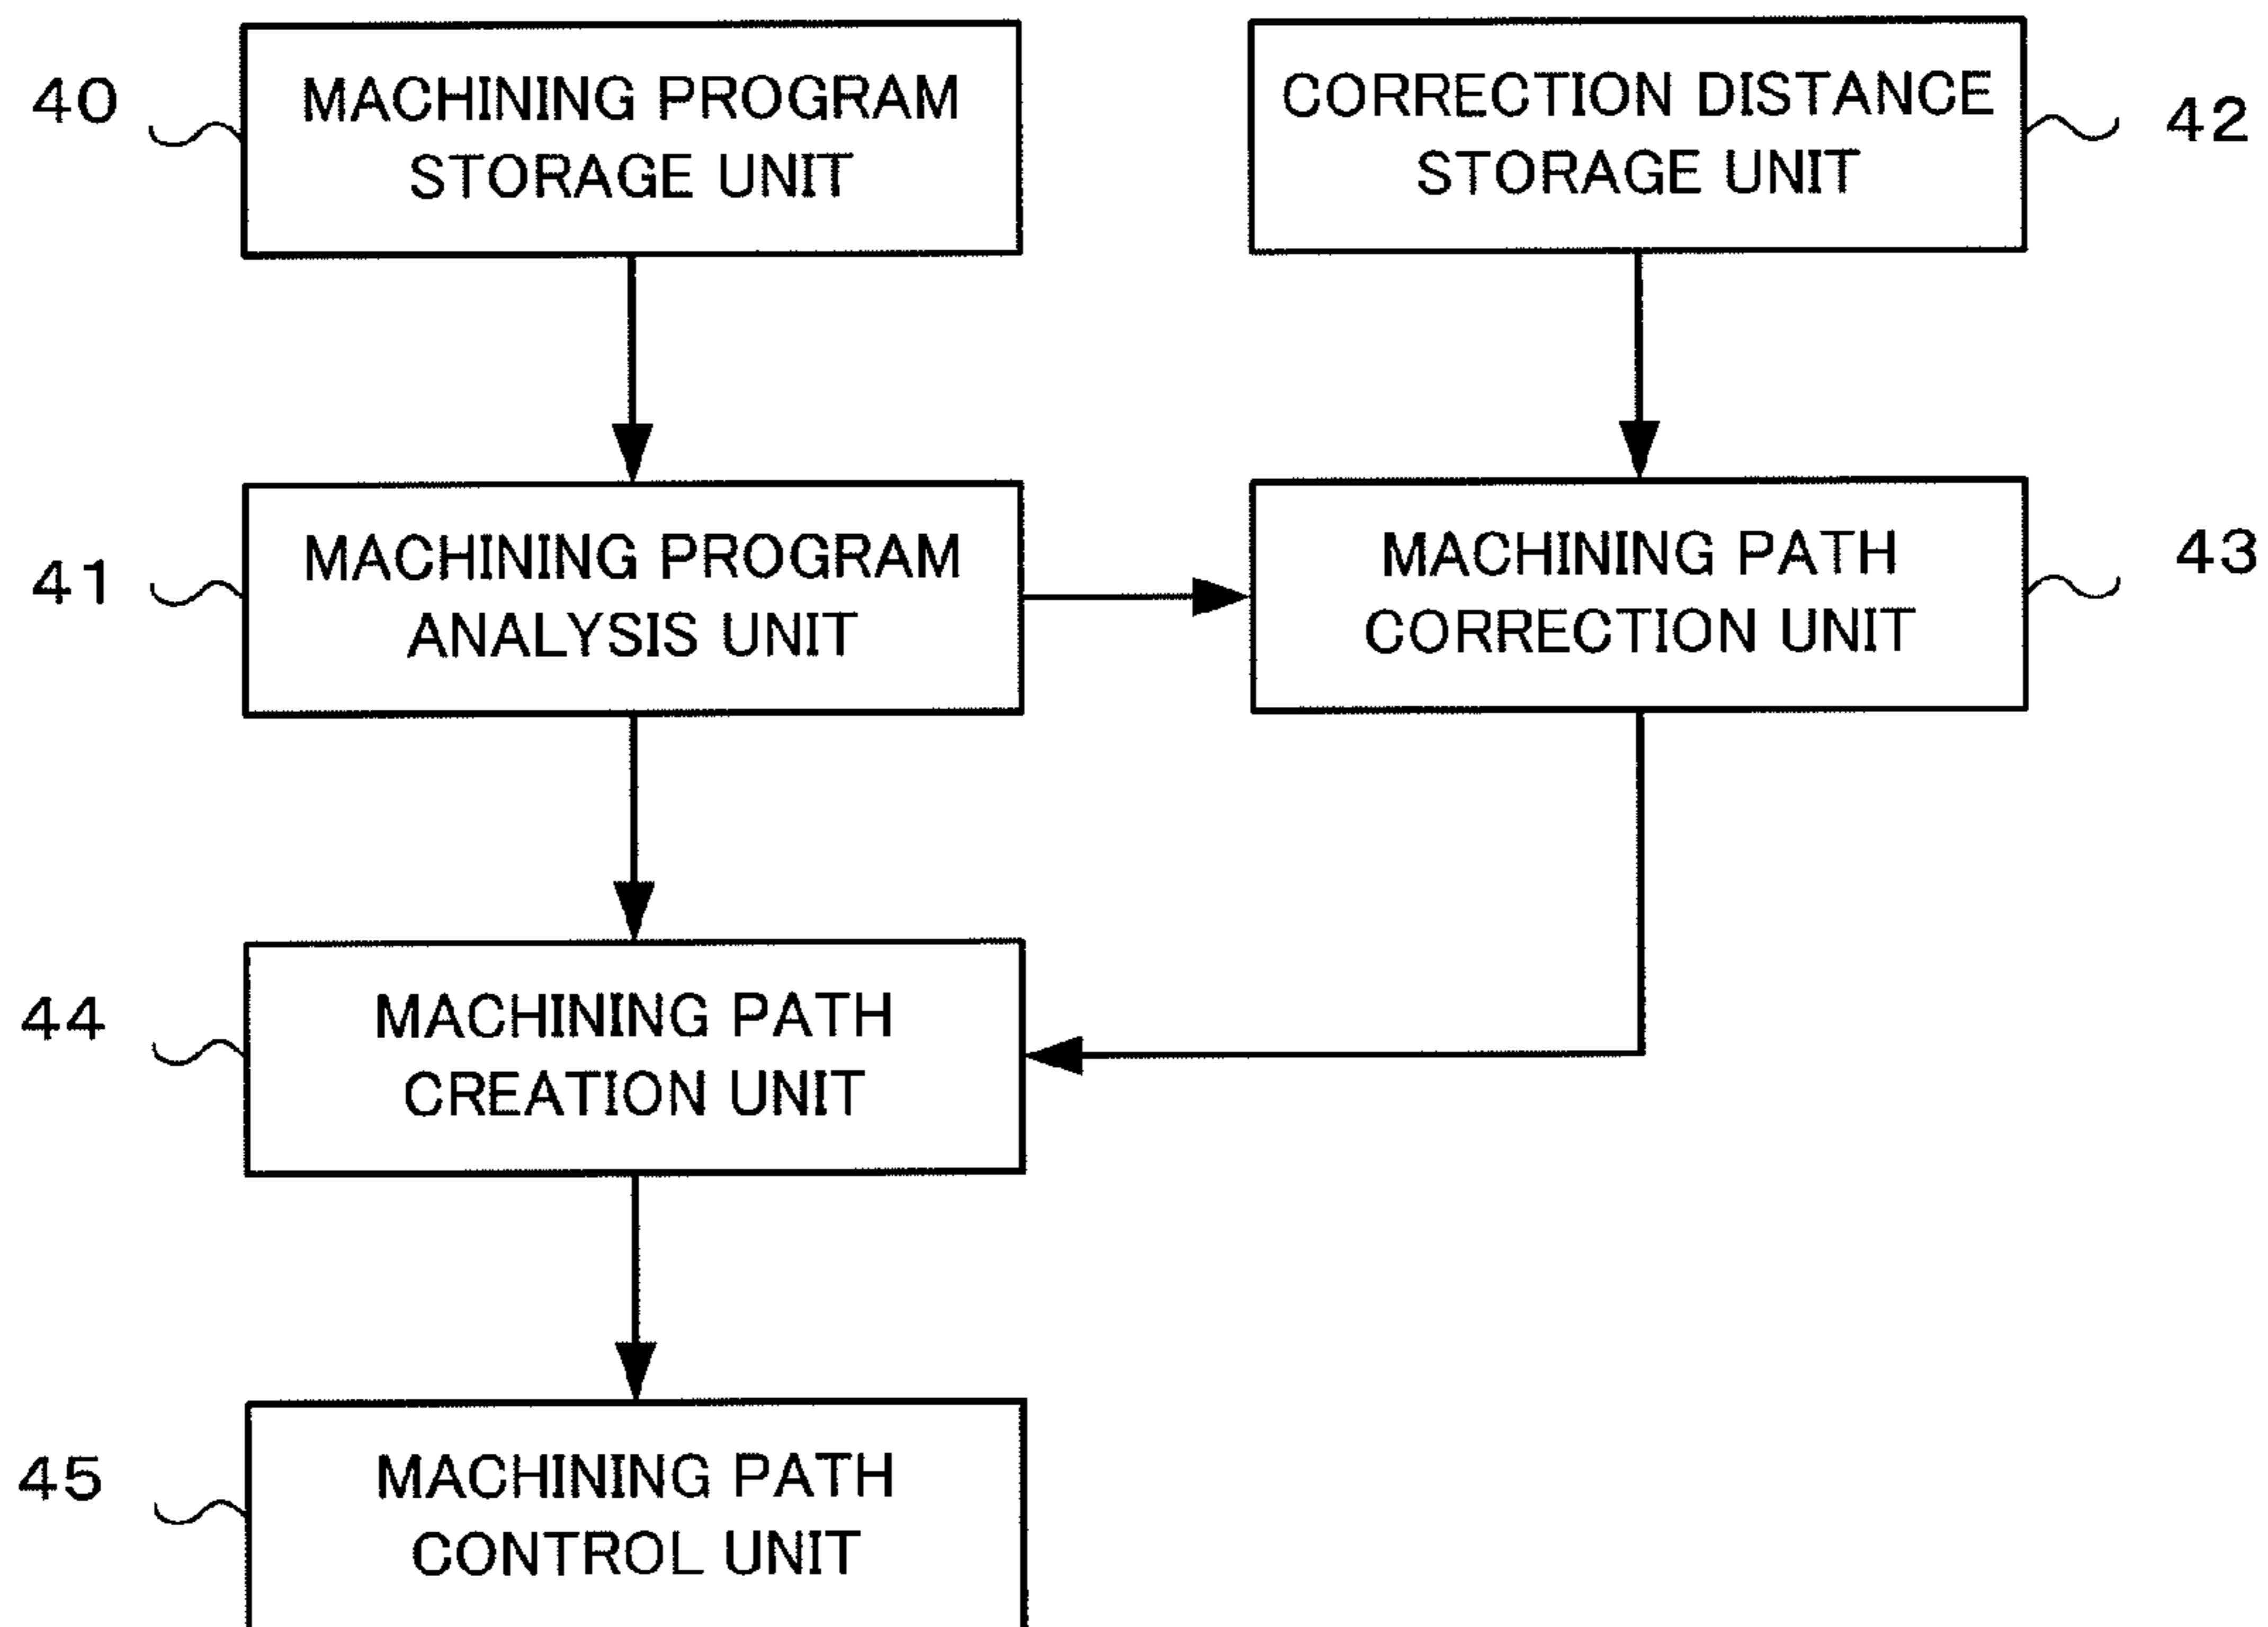 40
MACHINING PROGRAM
STORAGE UNIT
CORRECTION DISTANCE
STORAGE UNIT
42
41
MACHINING PROGRAM
ANALYSIS UNIT
MACHINING PATH
CORRECTION UNIT
43
44
MACHINING PATH
CREATION UNIT
45
MACHINING PATH
CONTROL UNIT